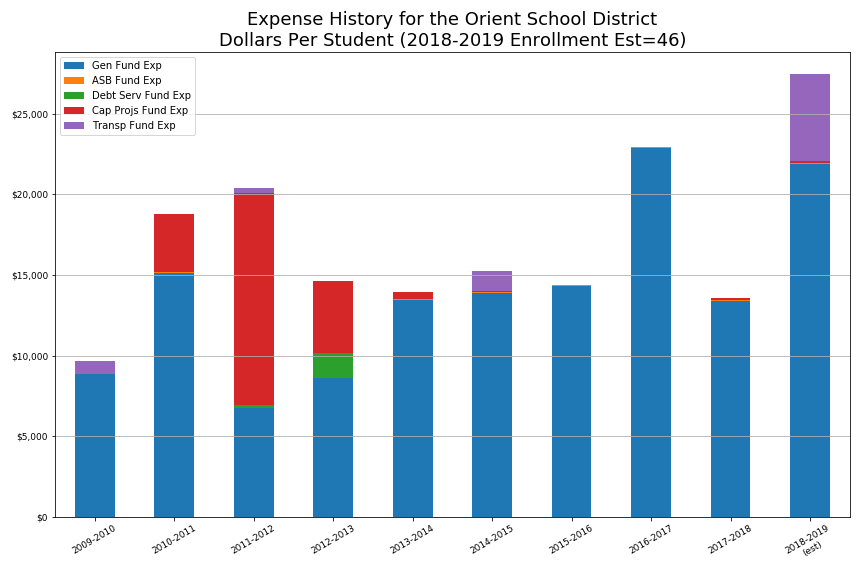 Expense History for the Orient School District
Dollars Per Student (2018-2019 Enrollment Est=46)
Gen Fund Exp
ASB Fund Exp
Debt Serv Fund Exp
Cap Projs Fund Exp
Transp Fund Exp
$25,000
$20,000
$15,000
$10,000
$5,000
$0
2009-2010
2010-2011
2011-2012
2012-2013
2013-2014
2014-2015
2015-2016
2016-2017
2017-2018
2018-2019
(est)